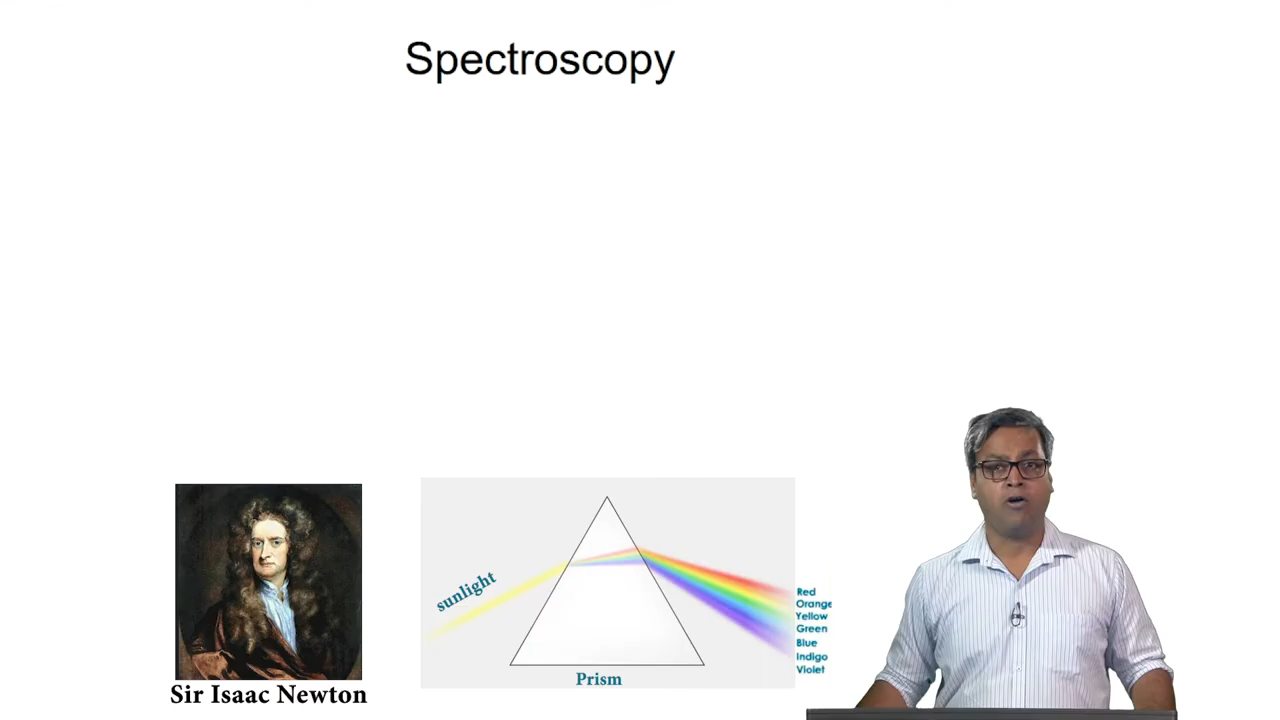 Spectroscopy
sunlight
Prism
Red
Orange
Yellow
Green
Blue
Indigo
Violet
Sir Isaac Newton